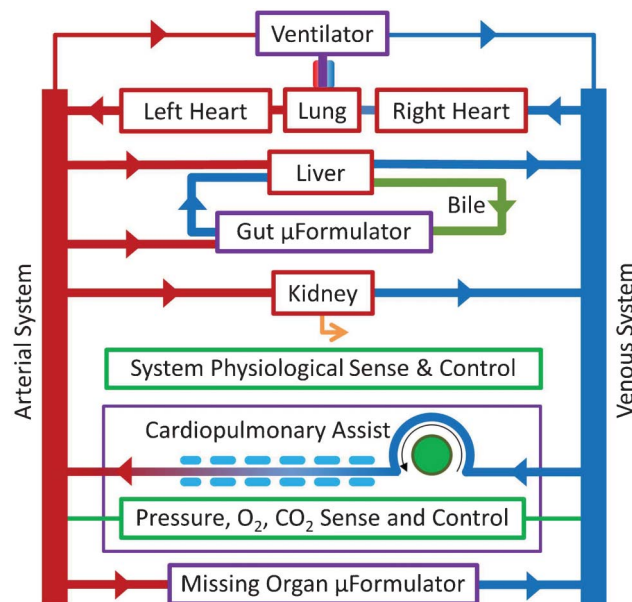 Ventilator
Left Heart
Lung
Right Heart
Liver
Bile
Gut µFormulator
Kidney
Arterial System
Venous System
System Physiological Sense & Control
Cardiopulmonary Assist
Pressure, O₂, CO₂ Sense and Control
Missing Organ µFormulator